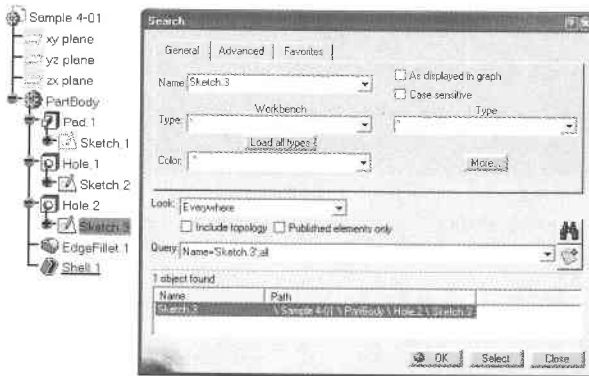 Sample 4-01
xy plane
yz plane
zx plane
PartBody
Pad.1
Sketch.1
Hole.1
Sketch.2
Hole.2
Sketch.3
EdgeFillet.1
Shell.1
Search
General Advanced Favorites
Name: Sketch.3
As displayed in graph
Case sensitive
Workbench Type
Type: * *
Load all types
Color: *
More...
Look: Everywhere
Include topology Published elements only
Query: Name='Sketch.3',all
1 object found
Name Path
Sketch.3 \ Sample 4-01 \ PartBody \ Hole.2 \ Sketch.3
OK Select Close